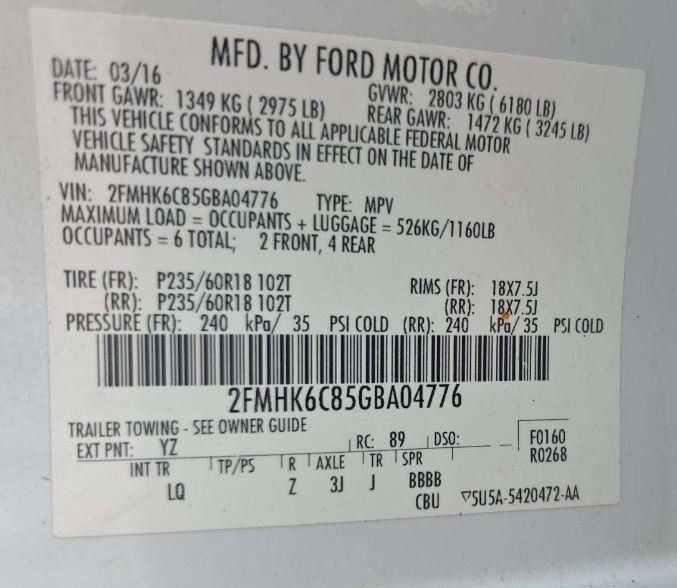 MFD. BY FORD MOTOR CO.
DATE: 03/16
GVWR: 2803 KG ( 6180 LB)
FRONT GAWR: 1349 KG ( 2975 LB)
REAR GAWR: 1472 KG ( 3245 LB)
THIS VEHICLE CONFORMS TO ALL APPLICABLE FEDERAL MOTOR
VEHICLE SAFETY STANDARDS IN EFFECT ON THE DATE OF
MANUFACTURE SHOWN ABOVE.
VIN: 2FMHK6C85GBA04776 TYPE: MPV
MAXIMUM LOAD = OCCUPANTS + LUGGAGE = 526KG/1160LB
OCCUPANTS = 6 TOTAL; 2 FRONT, 4 REAR
TIRE (FR): P235/60R18 102T RIMS (FR): 18X7.5J
(RR): P235/60R18 102T (RR): 18X7.5J
PRESSURE (FR): 240 kPa/ 35 PSI COLD (RR): 240 kPa/ 35 PSI COLD
2FMHK6C85GBA04776
TRAILER TOWING - SEE OWNER GUIDE
EXT PNT: YZ RC: 89 DSO: F0160
R0268
INT TR TP/PS R AXLE TR SPR
LQ Z 3J J BBBB
CBU ▽5U5A-5420472-AA